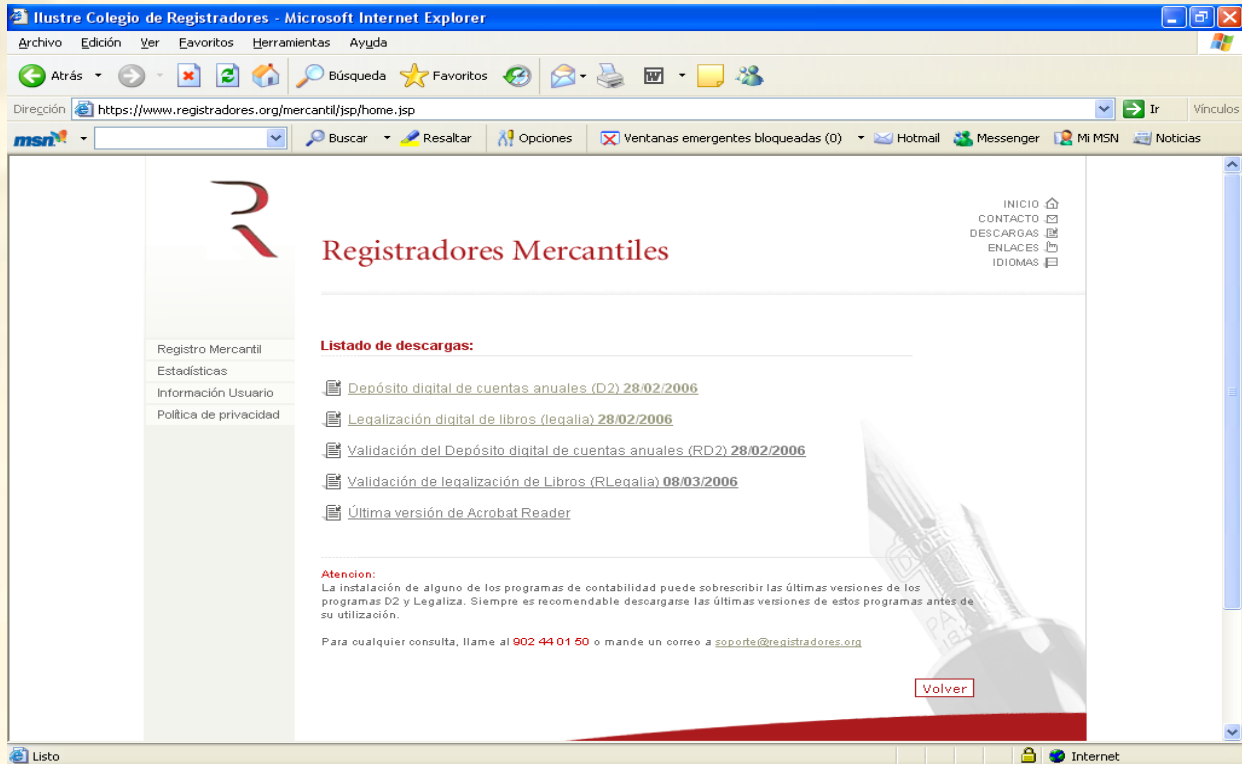 Ilustre Colegio de Registradores - Microsoft Internet Explorer
Archivo Edición Ver Favoritos Herramientas Ayuda
Atrás Búsqueda Favoritos
Dirección https://www.registradores.org/mercantil/jsp/home.jsp Ir Vínculos
msn Buscar Resaltar Opciones Ventanas emergentes bloqueadas (0) Hotmail Messenger Mi MSN Noticias
INICIO
CONTACTO
DESCARGAS
ENLACES
IDIOMAS
Registradores Mercantiles
Registro Mercantil
Estadísticas
Información Usuario
Política de privacidad
Listado de descargas:
Depósito digital de cuentas anuales (D2) 28/02/2006
Legalización digital de libros (legalia) 28/02/2006
Validación del Depósito digital de cuentas anuales (RD2) 28/02/2006
Validación de legalización de Libros (RLegalia) 08/03/2006
Última versión de Acrobat Reader
Atencion:
La instalación de alguno de los programas de contabilidad puede sobrescribir las últimas versiones de los
programas D2 y Legaliza. Siempre es recomendable descargarse las últimas versiones de estos programas antes de
su utilización.
Para cualquier consulta, llame al 902 44 01 50 o mande un correo a soporte@registradores.org
Volver
Listo Internet